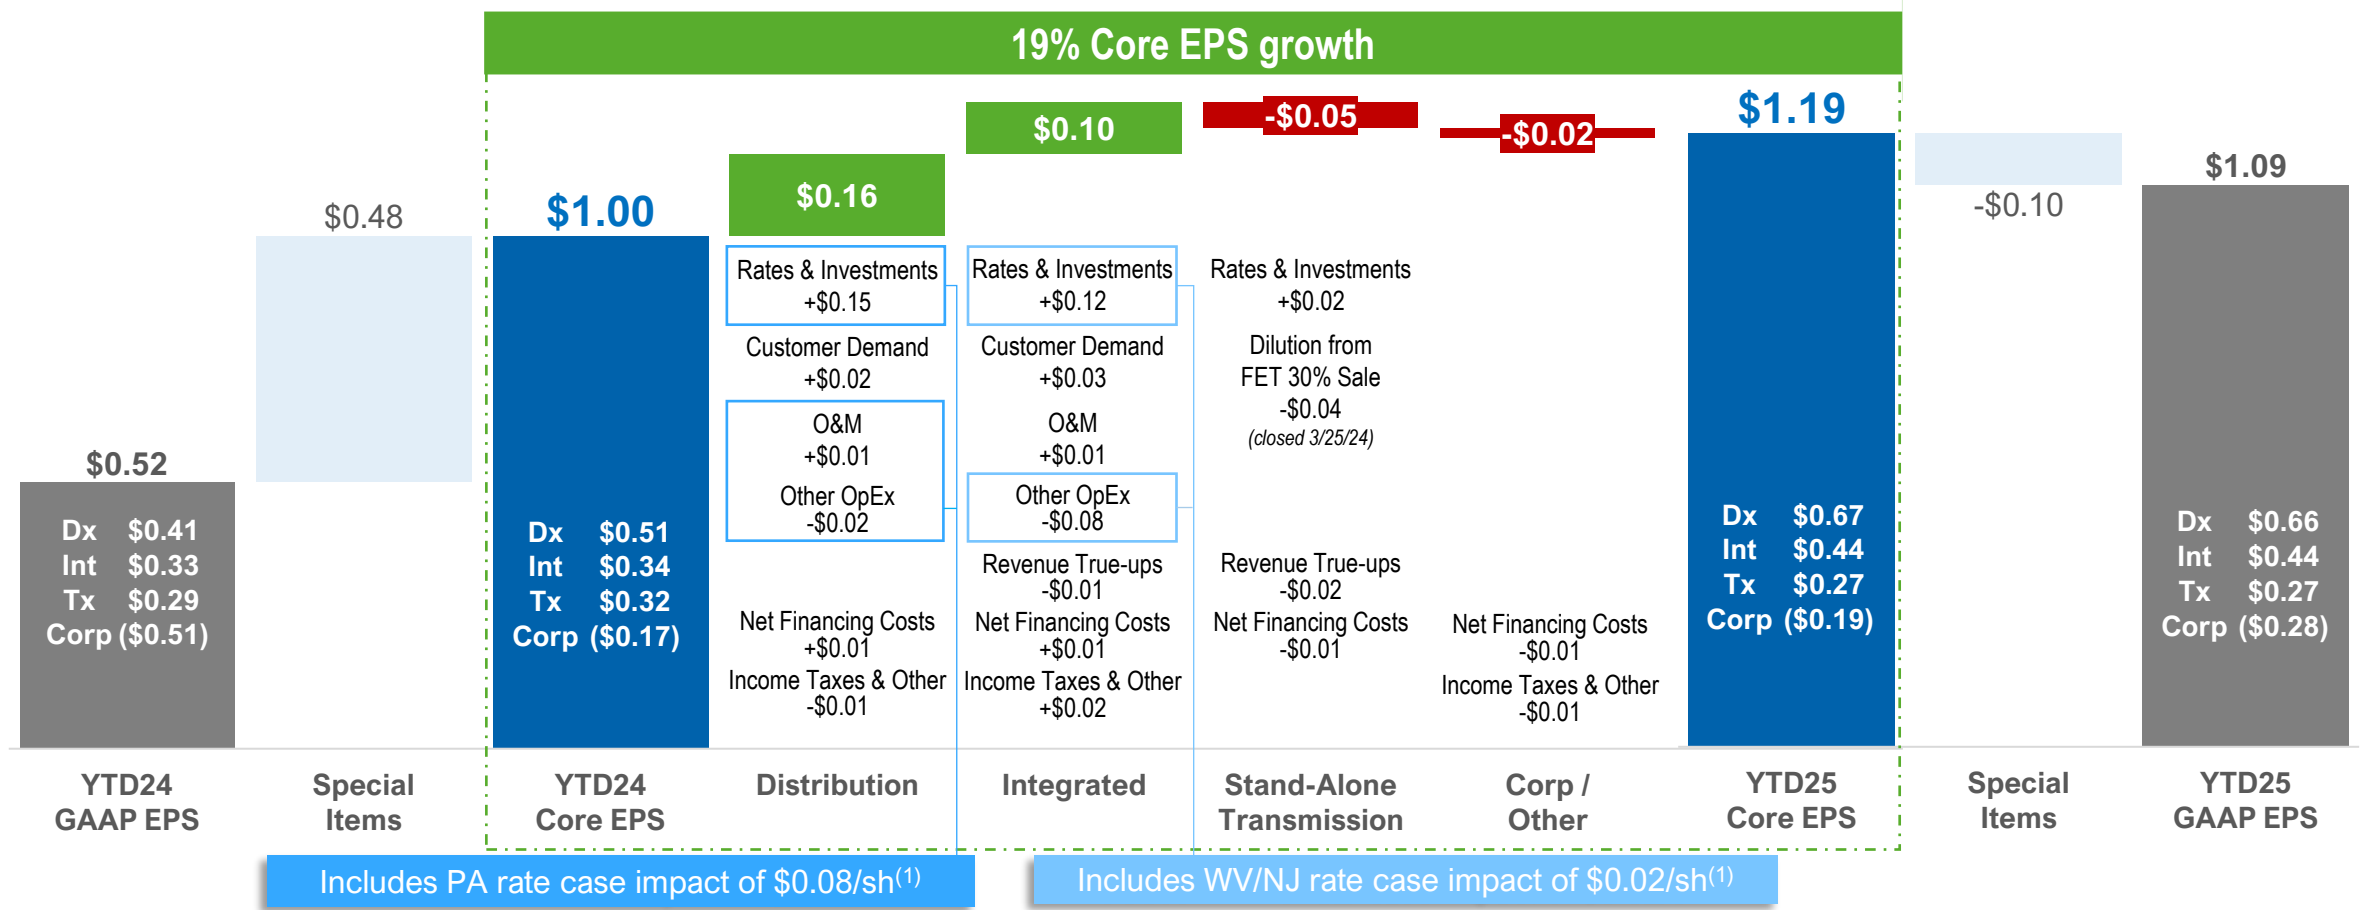 19% Core EPS growth
$0.52
Dx $0.41
Int $0.33
Tx $0.29
Corp ($0.51)
YTD24
GAAP EPS
$0.48
Special
Items
$1.00
Dx $0.51
Int $0.34
Tx $0.32
Corp ($0.17)
YTD24
Core EPS
$0.16
Rates & Investments
+$0.15
Customer Demand
+$0.02
O&M
+$0.01
Other OpEx
-$0.02
Net Financing Costs
+$0.01
Income Taxes & Other
-$0.01
Distribution
$0.10
Rates & Investments
+$0.12
Customer Demand
+$0.03
O&M
+$0.01
Other OpEx
-$0.08
Revenue True-ups
-$0.01
Net Financing Costs
+$0.01
Income Taxes & Other
+$0.02
Integrated
-$0.05
Rates & Investments
+$0.02
Dilution from
FET 30% Sale
-$0.04
(closed 3/25/24)
Revenue True-ups
-$0.02
Net Financing Costs
-$0.01
Stand-Alone
Transmission
-$0.02
Net Financing Costs
-$0.01
Income Taxes & Other
-$0.01
Corp /
Other
$1.19
Dx $0.67
Int $0.44
Tx $0.27
Corp ($0.19)
YTD25
Core EPS
-$0.10
Special
Items
$1.09
Dx $0.66
Int $0.44
Tx $0.27
Corp ($0.28)
YTD25
GAAP EPS
Includes PA rate case impact of $0.08/sh(1)
Includes WV/NJ rate case impact of $0.02/sh(1)